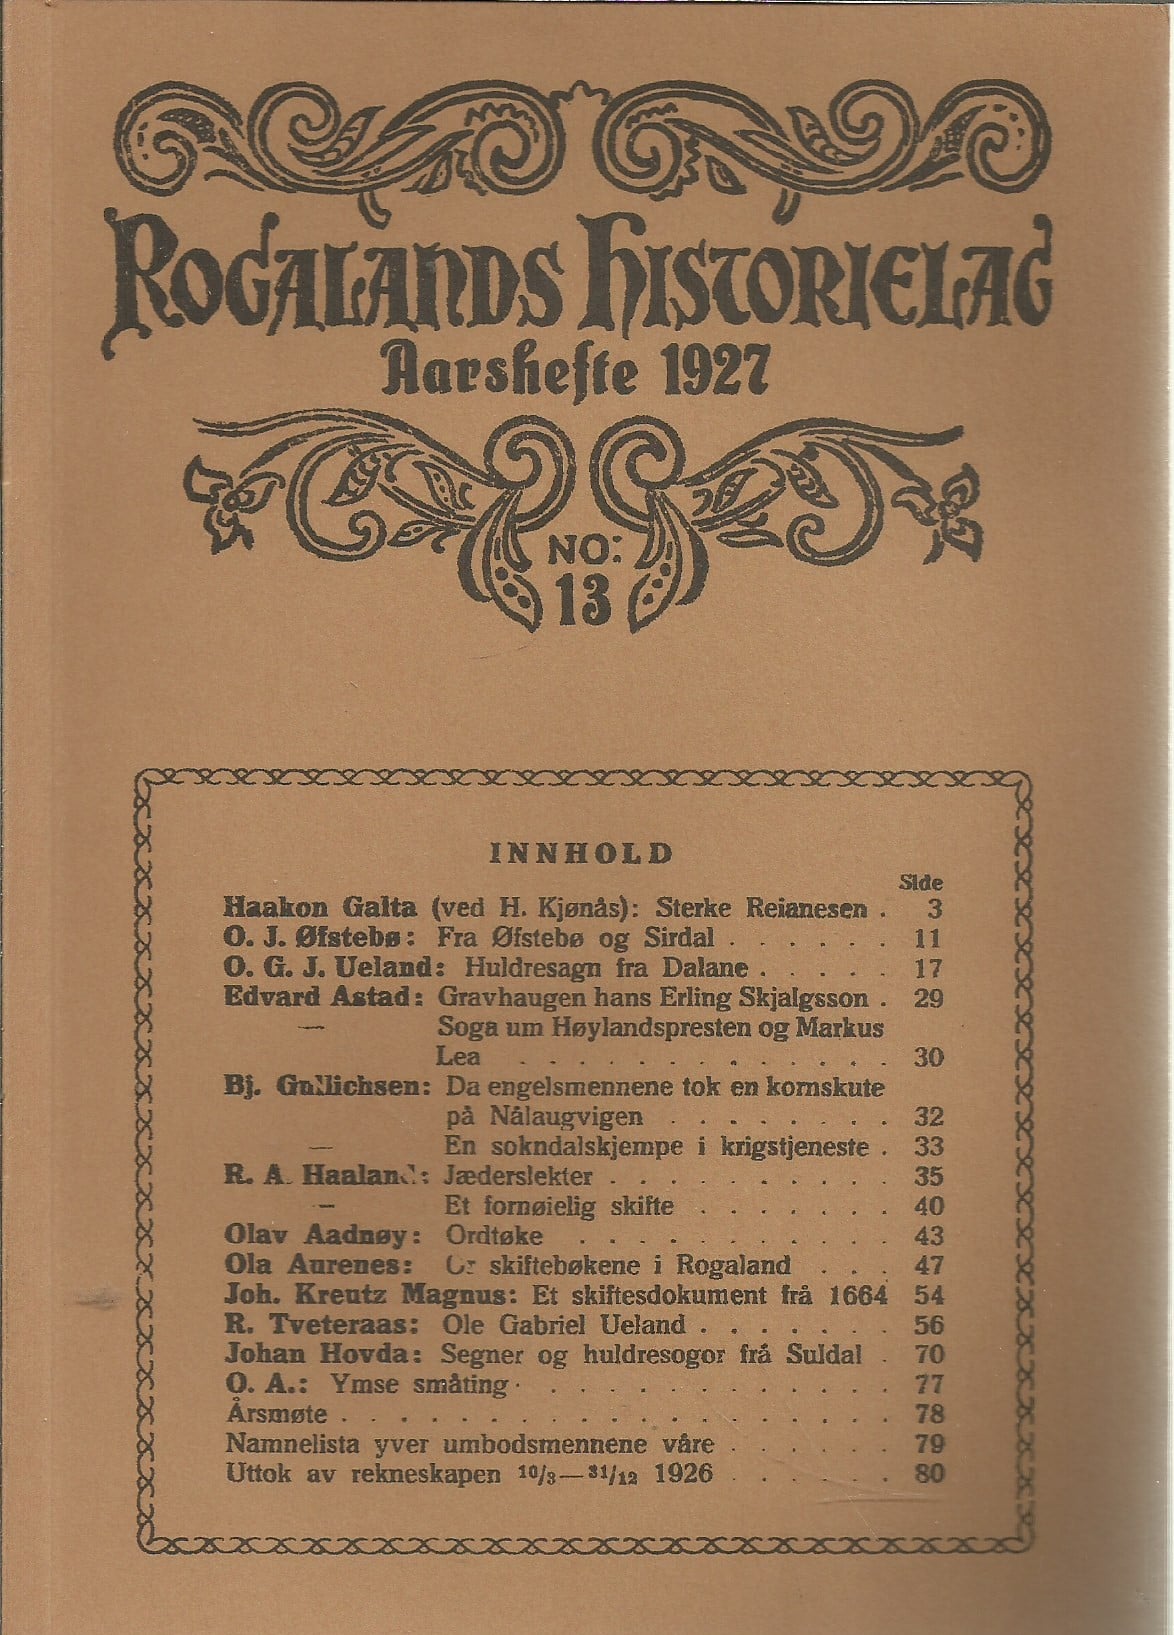 ROGALANDS HISTORIELAG
Aarshefte 1927
NO:
13
INNHOLD
Side
Haakon Galta (ved H. Kjønås): Sterke Reianesen . 3
O. J. Øfstebø: Fra Øfstebø og Sirdal . . . . . . 11
O. G. J. Ueland: Huldresagn fra Dalane . . . . . 17
Edvard Astad: Gravhaugen hans Erling Skjalgsson . 29
— Soga um Høylandspresten og Markus
Lea . . . . . . . . . . . . . 30
Bj. Gullichsen: Da engelsmennene tok en kornskute
på Nålaugvigen . . . . . . . . 32
— En sokndalskjempe i krigstjeneste . 33
R. A. Haaland: Jæderslekter . . . . . . . . . . 35
— Et fornøielig skifte . . . . . . . 40
Olav Aadnøy: Ordtøke . . . . . . . . . . . 43
Ola Aurenes: Or skiftebøkene i Rogaland . . . 47
Joh. Kreutz Magnus: Et skiftesdokument frå 1664 54
R. Tveteraas: Ole Gabriel Ueland . . . . . . . 56
Johan Hovda: Segner og huldresogor frå Suldal . 70
O. A.: Ymse småting . . . . . . . . . . . . . 77
Årsmøte . . . . . . . . . . . . . . . . . . . 78
Namnelista yver umbodsmennene våre . . . . . . 79
Uttok av rekneskapen 10/3—31/12 1926 . . . . . . 80